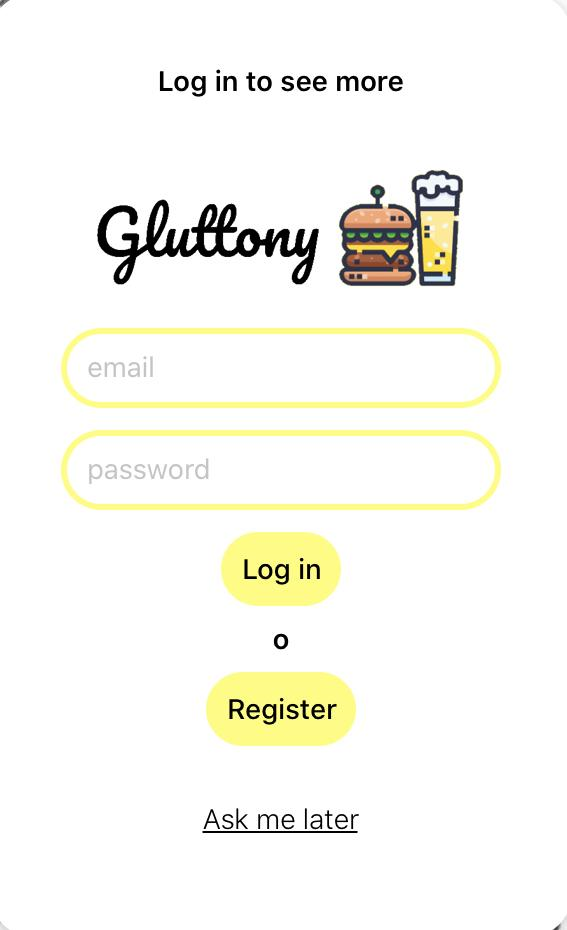 Log in to see more
Gluttony
email
password
Log in
o
Register
Ask me later